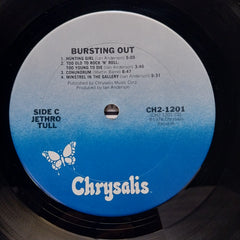 BURSTING OUT
1. HUNTING GIRL (Ian Anderson) 5:09
2. TOO OLD TO ROCK 'N' ROLL:
TOO YOUNG TO DIE (Ian Anderson) 3:46
3. CONUNDRUM (Martin Barre) 6:47
4. MINSTREL IN THE GALLERY (Ian Anderson) 5:31
Published by Chrysalis Music Corp.
Produced by Ian Anderson
SIDE C
JETHRO
TULL
CH2-1201
Chrysalis